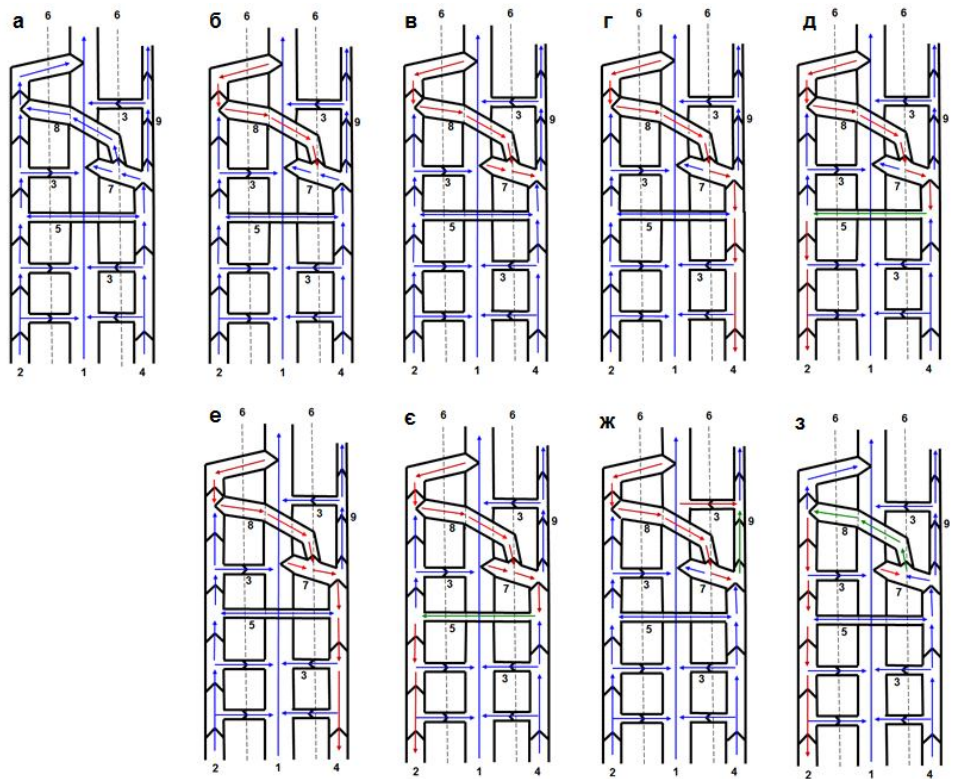 а б в г д
6 6 6 6 6 6 6 6 6 6
3 3 3 3 3
9 9 9 9 9
8 8 8 8 8
3 7 3 7 3 7 3 7 3 7
5 5 5 5 5
3 3 3 3 3
2 1 4 2 1 4 2 1 4 2 1 4 2 1 4
е є ж з
6 6 6 6 6 6 6 6
3 3 3 3
9 9 9 9
8 8 8 8
3 7 3 7 3 7 3 7
5 5 5 5
3 3 3 3
2 1 4 2 1 4 2 1 4 2 1 4